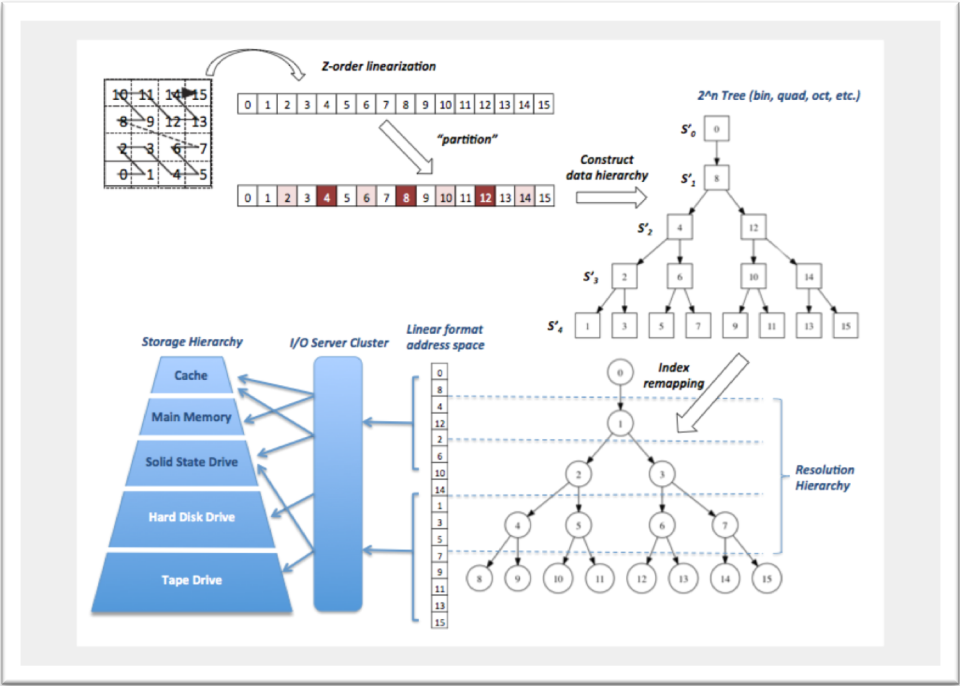 Z-order linearization
10 11 14 15
8 9 12 13
2 3 6 7
0 1 4 5
0 1 2 3 4 5 6 7 8 9 10 11 12 13 14 15
“partition”
0 1 2 3 4 5 6 7 8 9 10 11 12 13 14 15
Construct
data hierarchy
2^n Tree (bin, quad, oct, etc.)
S’0 0
S’1 8
S’2 4 12
S’3 2 6 10 14
S’4 1 3 5 7 9 11 13 15
Index
remapping
0
1
2 3
4 5 6 7
8 9 10 11 12 13 14 15
Resolution
Hierarchy
Linear format
address space
0
8
4
12
2
6
10
14
1
3
5
7
9
11
13
15
I/O Server Cluster
Storage Hierarchy
Cache
Main Memory
Solid State Drive
Hard Disk Drive
Tape Drive